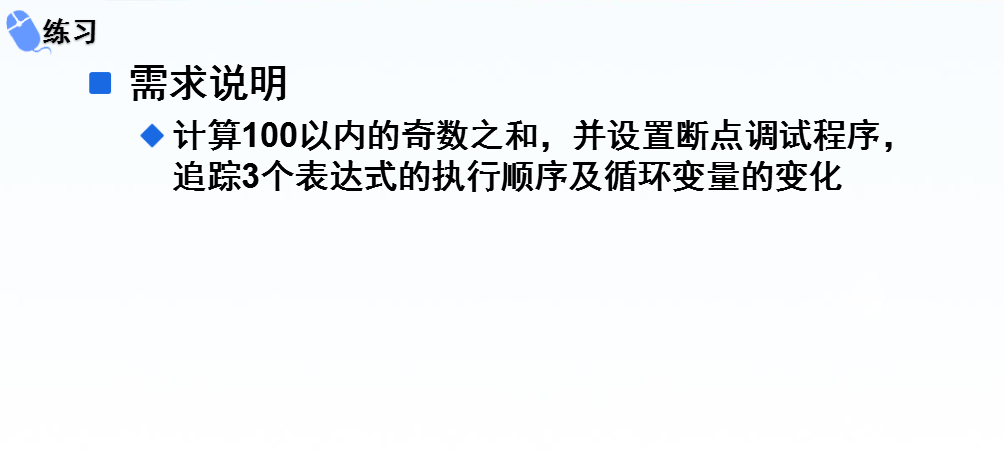 练习
需求说明
计算100以内的奇数之和，并设置断点调试程序，
追踪3个表达式的执行顺序及循环变量的变化